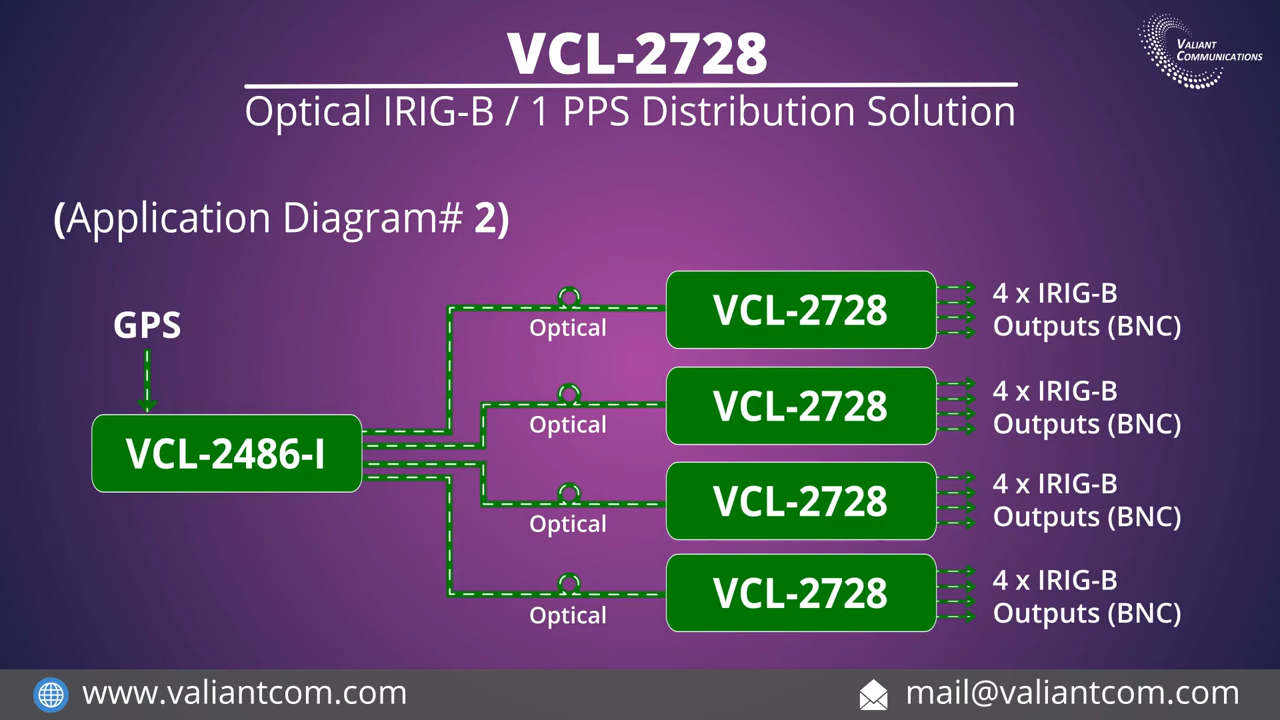 VCL-2728
Optical IRIG-B / 1 PPS Distribution Solution
VALIANT
COMMUNICATIONS
(Application Diagram# 2)
GPS
VCL-2486-I
Optical
VCL-2728
4 x IRIG-B
Outputs (BNC)
Optical
VCL-2728
4 x IRIG-B
Outputs (BNC)
Optical
VCL-2728
4 x IRIG-B
Outputs (BNC)
Optical
VCL-2728
4 x IRIG-B
Outputs (BNC)
www.valiantcom.com
mail@valiantcom.com